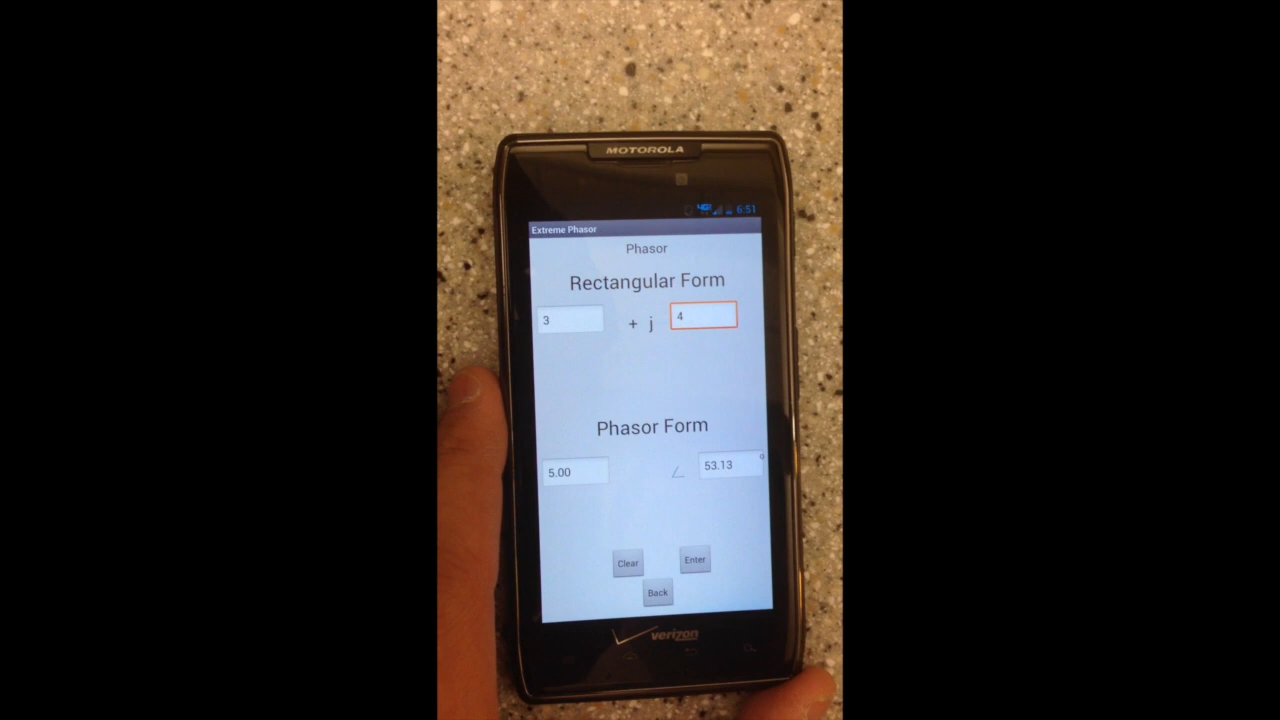 MOTOROLA
4G 6:51
Extreme Phasor
Phasor
Rectangular Form
3 + j 4
Phasor Form
5.00 ∠ 53.13 o
Clear Enter
Back
verizon